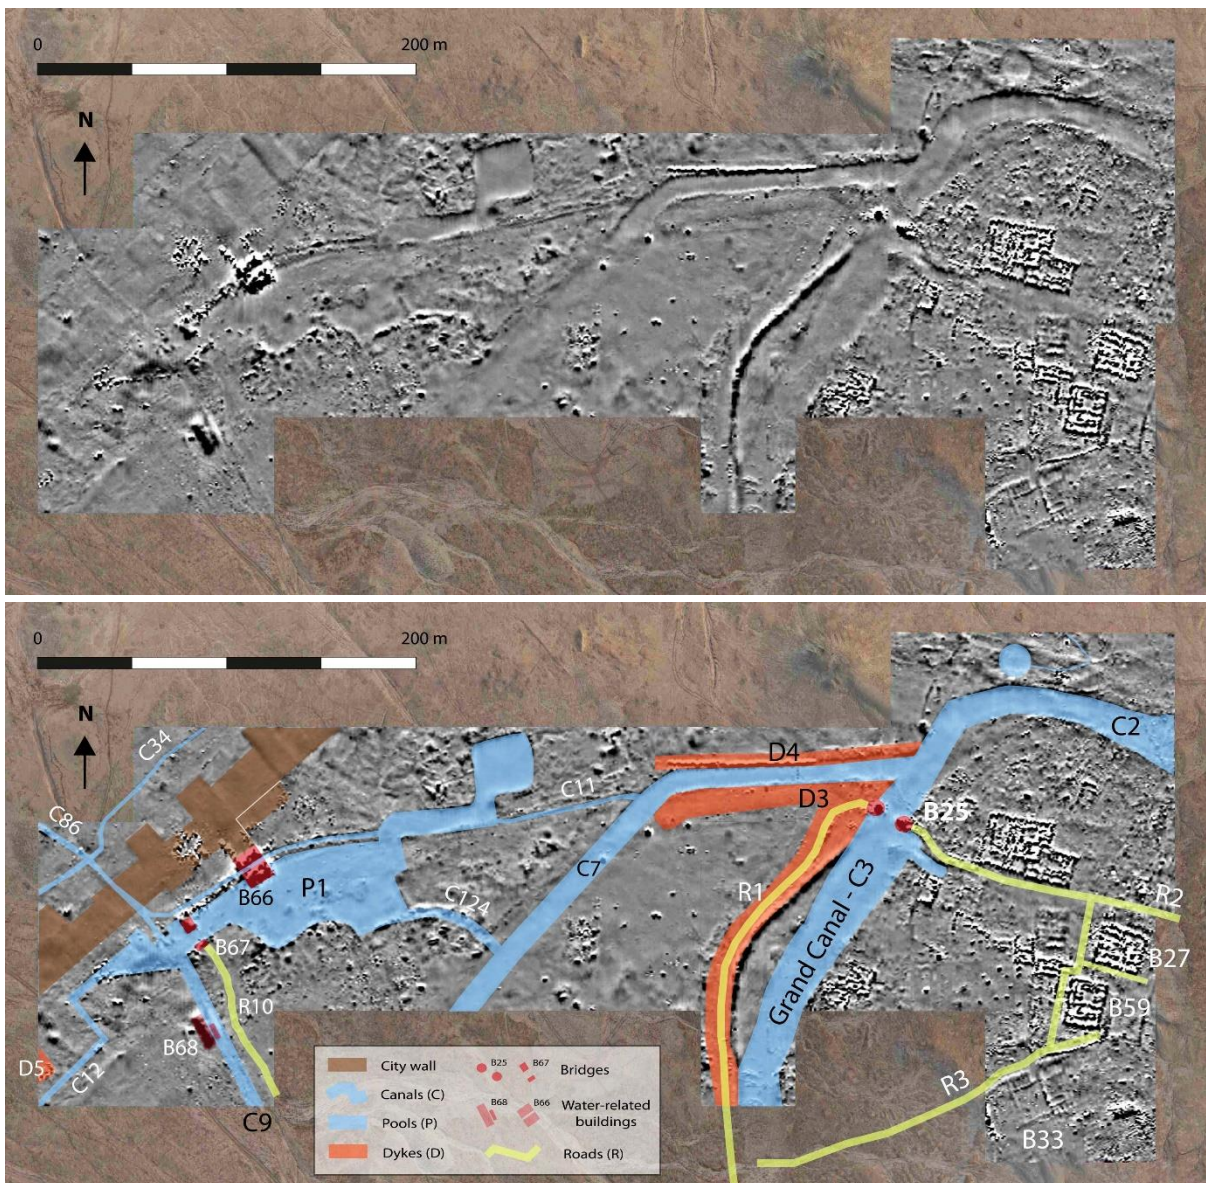 0
200 m
N
0
200 m
N
C34
C86
C11
D4
D3
C2
B25
B66
P1
C124
C7
R1
Grand Canal - C3
R2
B27
B59
B67
R10
B68
D5
C12
C9
R3
B33
City wall
Canals (C)
Pools (P)
Dykes (D)
B25
B67
Bridges
B68
B66
Water-related
buildings
Roads (R)